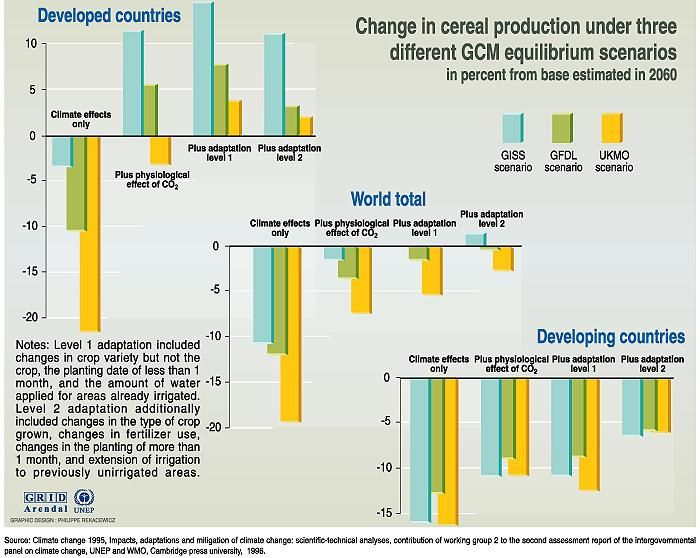 Developed countries
Change in cereal production under three
different GCM equilibrium scenarios
in percent from base estimated in 2060
10
5
0
-5
-10
-15
-20
Climate effects
only
Plus physiological
effect of CO2
Plus adaptation
level 1
Plus adaptation
level 2
GISS
scenario
GFDL
scenario
UKMO
scenario
World total
Climate effects
only
Plus physiological
effect of CO2
Plus adaptation
level 1
Plus adaptation
level 2
0
-5
-10
-15
-20
Developing countries
Climate effects
only
Plus physiological
effect of CO2
Plus adaptation
level 1
Plus adaptation
level 2
0
-5
-10
-15
Notes: Level 1 adaptation included
changes in crop variety but not the
crop, the planting date of less than 1
month, and the amount of water
applied for areas already irrigated.
Level 2 adaptation additionally
included changes in the type of crop
grown, changes in fertilizer use,
changes in the planting of more than
1 month, and extension of irrigation
to previously unirrigated areas.
GRID
Arendal UNEP
GRAPHIC DESIGN : PHILIPPE REKACEWICZ
Source: Climate change 1995, Impacts, adaptations and mitigation of climate change: scientific-technical analyses, contribution of working group 2 to the second assessment report of the intergovernmental
panel on climate change, UNEP and WMO, Cambridge press university, 1996.